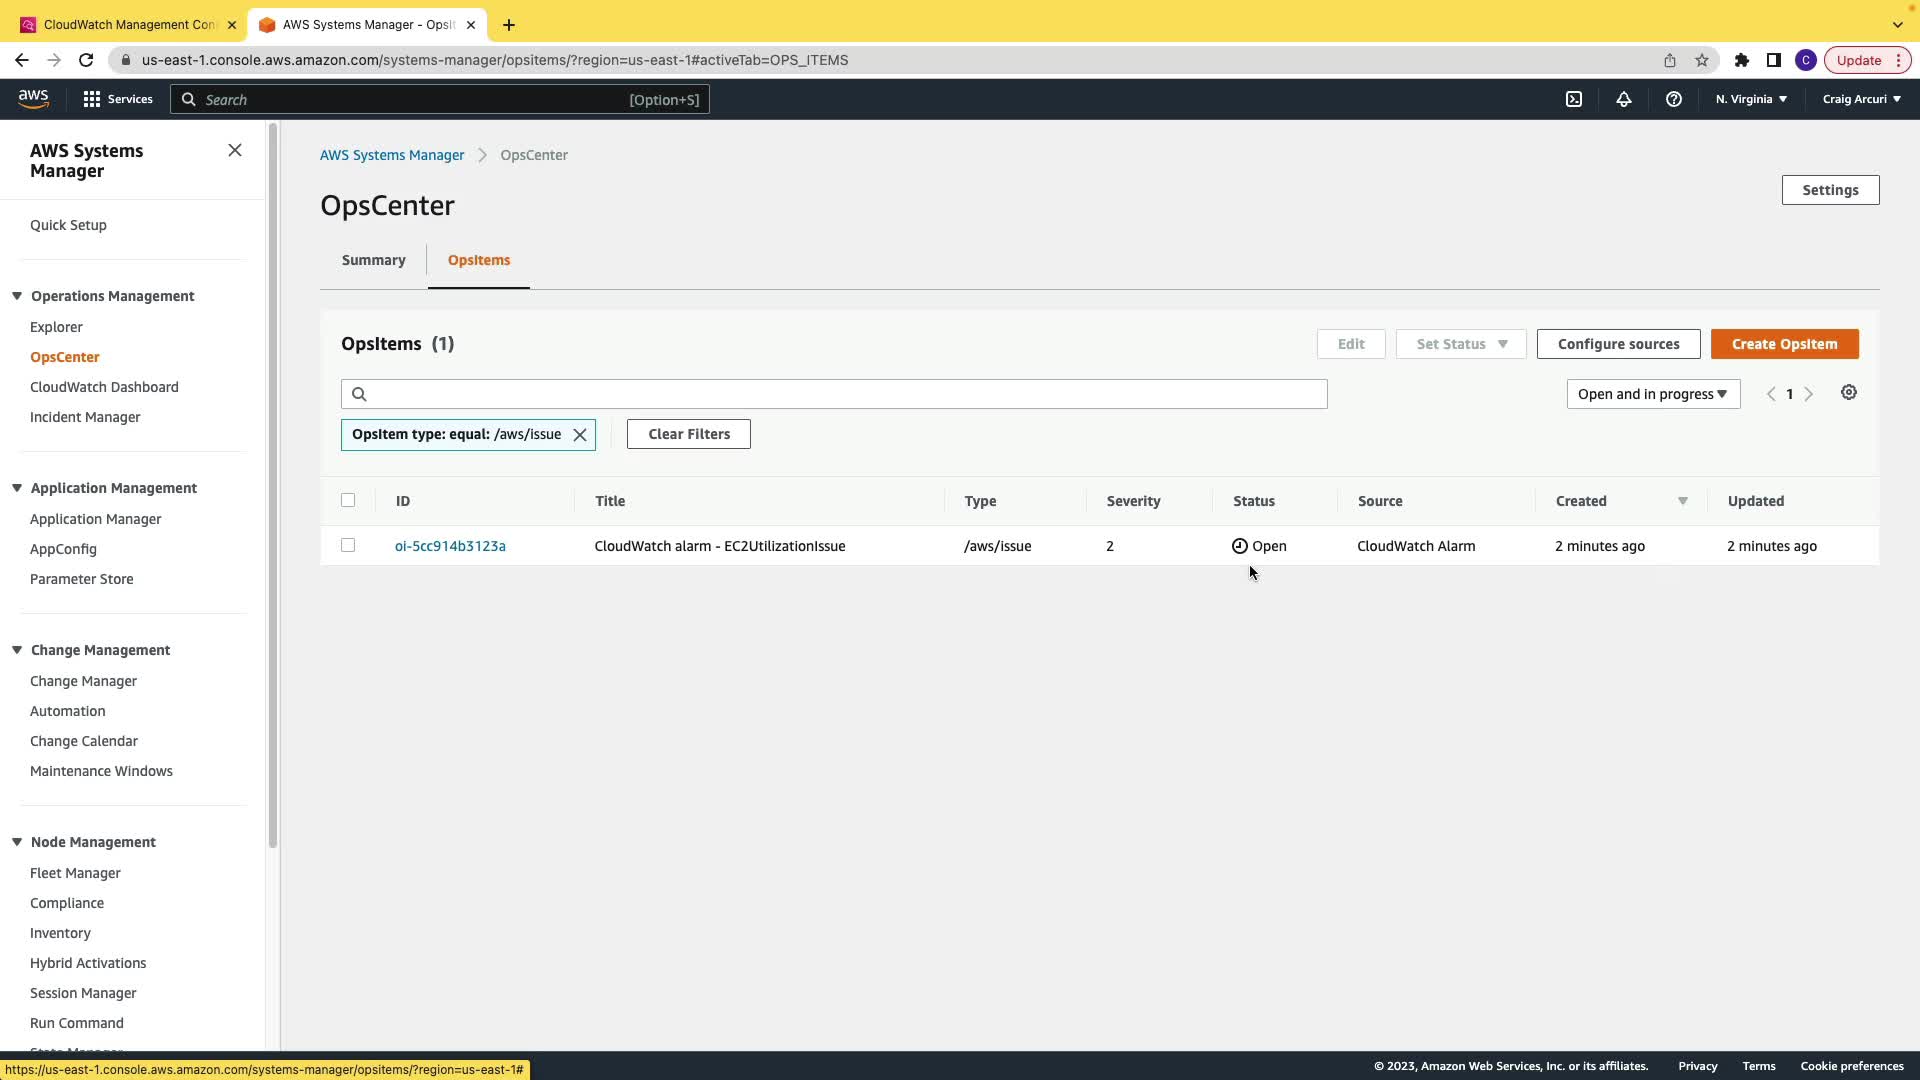 CloudWatch Management Con
AWS Systems Manager - OpsIt
us-east-1.console.aws.amazon.com/systems-manager/opsitems/?region=us-east-1#activeTab=OPS_ITEMS
C
Update
aws
Services
Search
[Option+S]
N. Virginia
Craig Arcuri
AWS Systems
Manager
Quick Setup
Operations Management
Explorer
OpsCenter
CloudWatch Dashboard
Incident Manager
Application Management
Application Manager
AppConfig
Parameter Store
Change Management
Change Manager
Automation
Change Calendar
Maintenance Windows
Node Management
Fleet Manager
Compliance
Inventory
Hybrid Activations
Session Manager
Run Command
AWS Systems Manager > OpsCenter
OpsCenter
Settings
Summary
OpsItems
OpsItems (1)
Edit
Set Status
Configure sources
Create OpsItem
Open and in progress
1
OpsItem type: equal: /aws/issue
Clear Filters
ID Title Type Severity Status Source Created Updated
oi-5cc914b3123a CloudWatch alarm - EC2UtilizationIssue /aws/issue 2 Open CloudWatch Alarm 2 minutes ago 2 minutes ago
https://us-east-1.console.aws.amazon.com/systems-manager/opsitems/?region=us-east-1#
© 2023, Amazon Web Services, Inc. or its affiliates.
Privacy
Terms
Cookie preferences